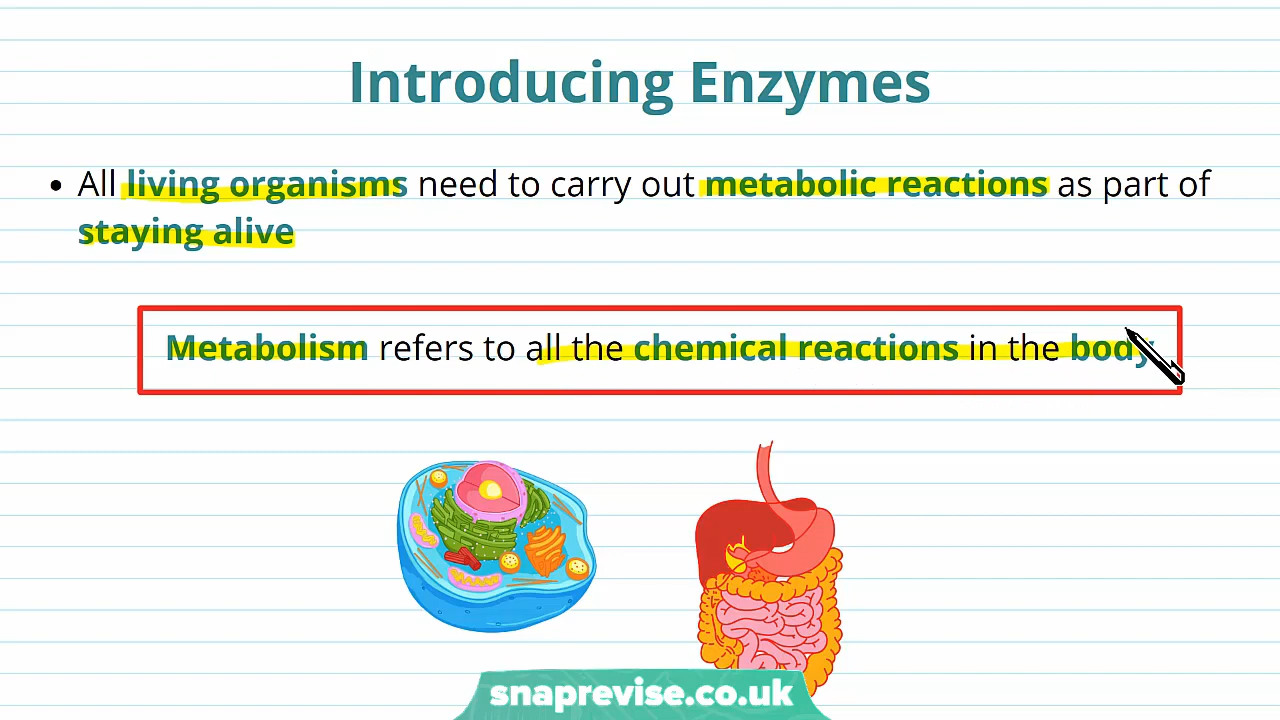 Introducing Enzymes
• All living organisms need to carry out metabolic reactions as part of
staying alive
Metabolism refers to all the chemical reactions in the body
snaprevise.co.uk